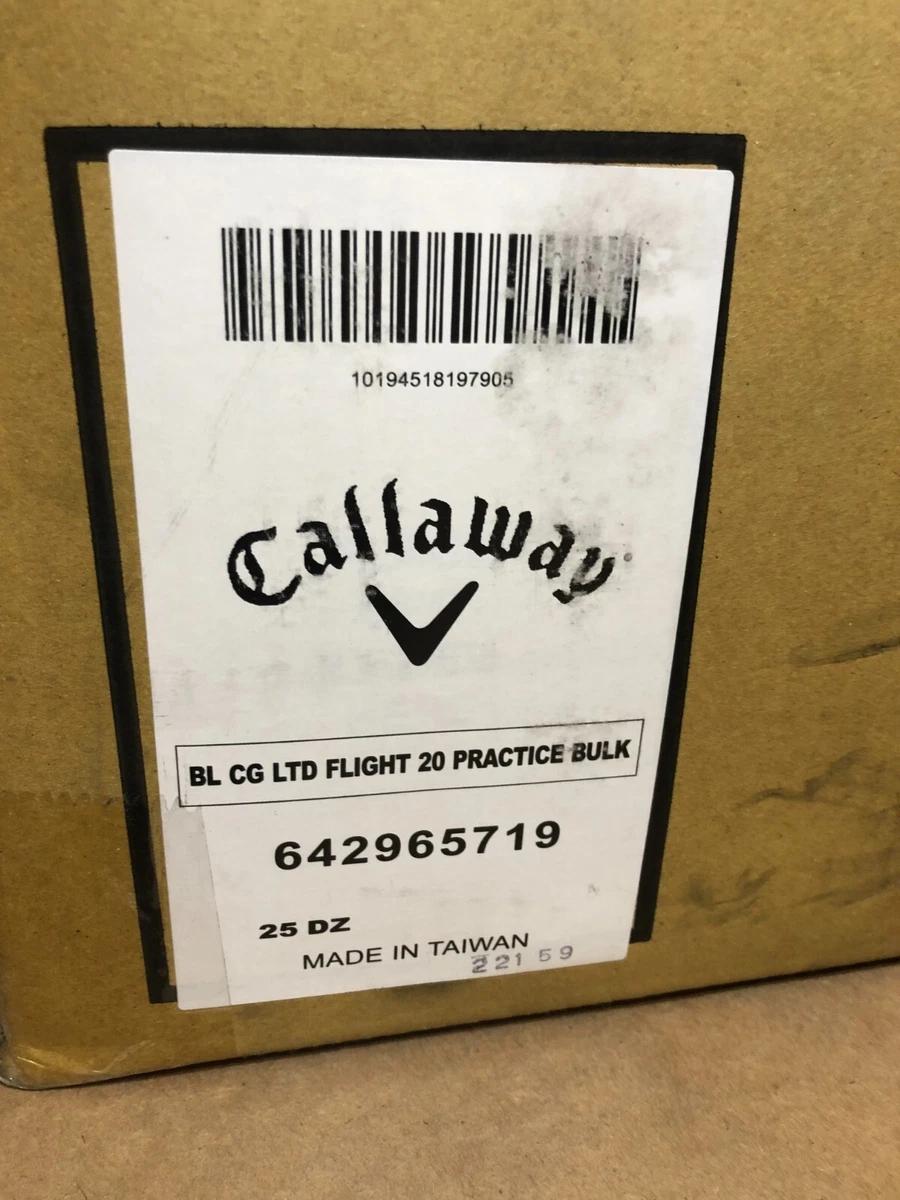 10194518197905
Callaway
BL CG LTD FLIGHT 20 PRACTICE BULK
642965719
25 DZ
MADE IN TAIWAN
22159